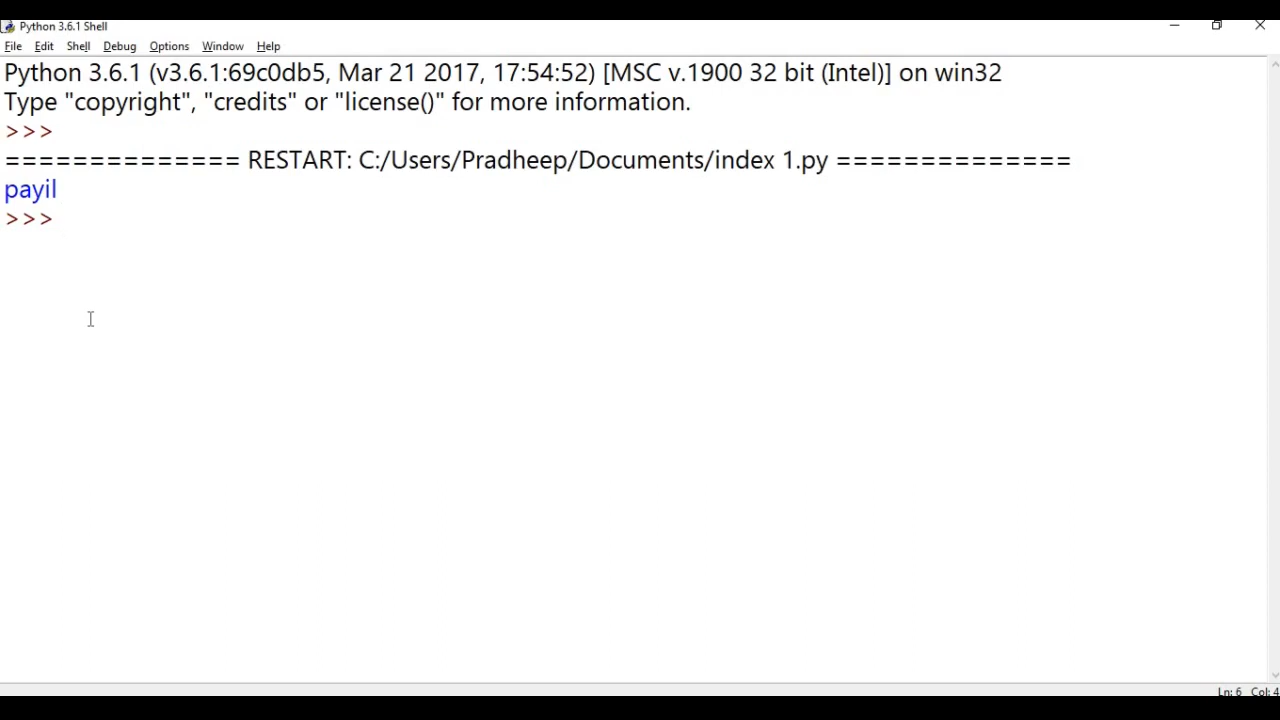 Python 3.6.1 Shell
File Edit Shell Debug Options Window Help
Python 3.6.1 (v3.6.1:69c0db5, Mar 21 2017, 17:54:52) [MSC v.1900 32 bit (Intel)] on win32
Type "copyright", "credits" or "license()" for more information.
>>>
============== RESTART: C:/Users/Pradheep/Documents/index 1.py ==============
payil
>>>
Ln: 6 Col: 4